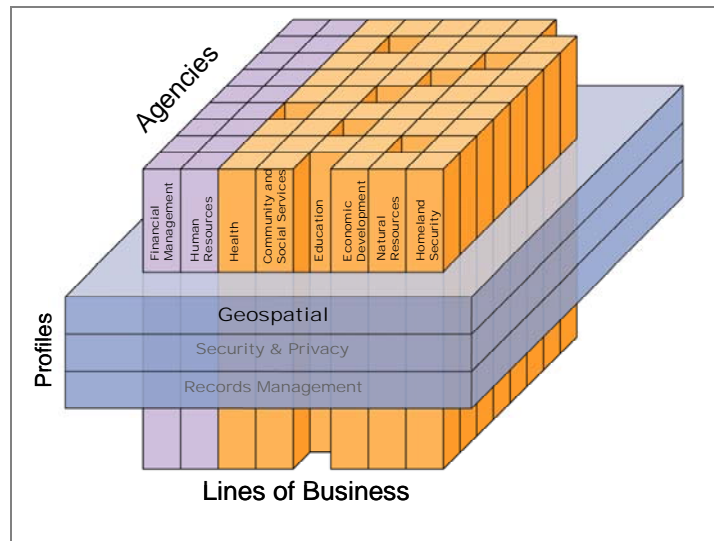 Agencies
Financial
Management
Human
Resources
Health
Community and
Social Services
Education
Economic
Development
Natural
Resources
Homeland
Security
Profiles
Geospatial
Security & Privacy
Records Management
Lines of Business